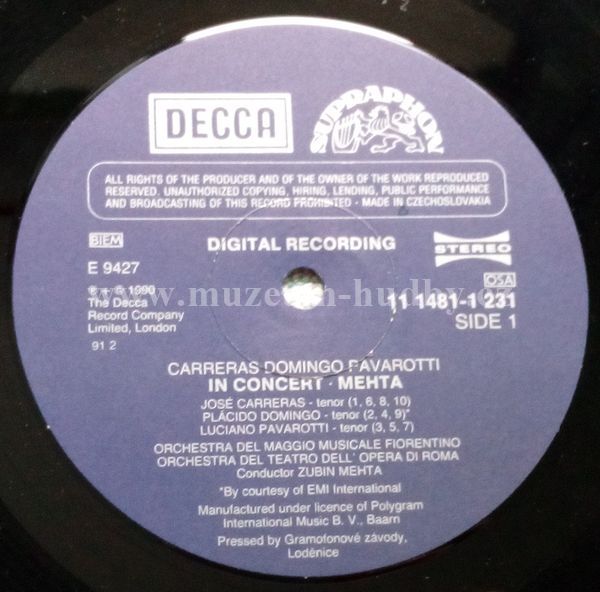 DECCA
SUPRAPHON
ALL RIGHTS OF THE PRODUCER AND OF THE OWNER OF THE WORK REPRODUCED
RESERVED. UNAUTHORIZED COPYING, HIRING, LENDING, PUBLIC PERFORMANCE
AND BROADCASTING OF THIS RECORD PROHIBITED · MADE IN CZECHOSLOVAKIA
BIEM
DIGITAL RECORDING
STEREO
E 9427
OSA
℗ – © 1990
The Decca
Record Company
Limited, London
www.muzeum-hudby.cz
11 1481-1 231
SIDE 1
91 2
CARRERAS DOMINGO PAVAROTTI
IN CONCERT · MEHTA
JOSÉ CARRERAS - tenor (1, 6, 8, 10)
PLÁCIDO DOMINGO - tenor (2, 4, 9)*
LUCIANO PAVAROTTI - tenor (3, 5, 7)
ORCHESTRA DEL MAGGIO MUSICALE FIORENTINO
ORCHESTRA DEL TEATRO DELL' OPERA DI ROMA
Conductor ZUBIN MEHTA
*By courtesy of EMI International
Manufactured under licence of Polygram
International Music B. V., Baarn
Pressed by Gramofonové závody,
Loděnice